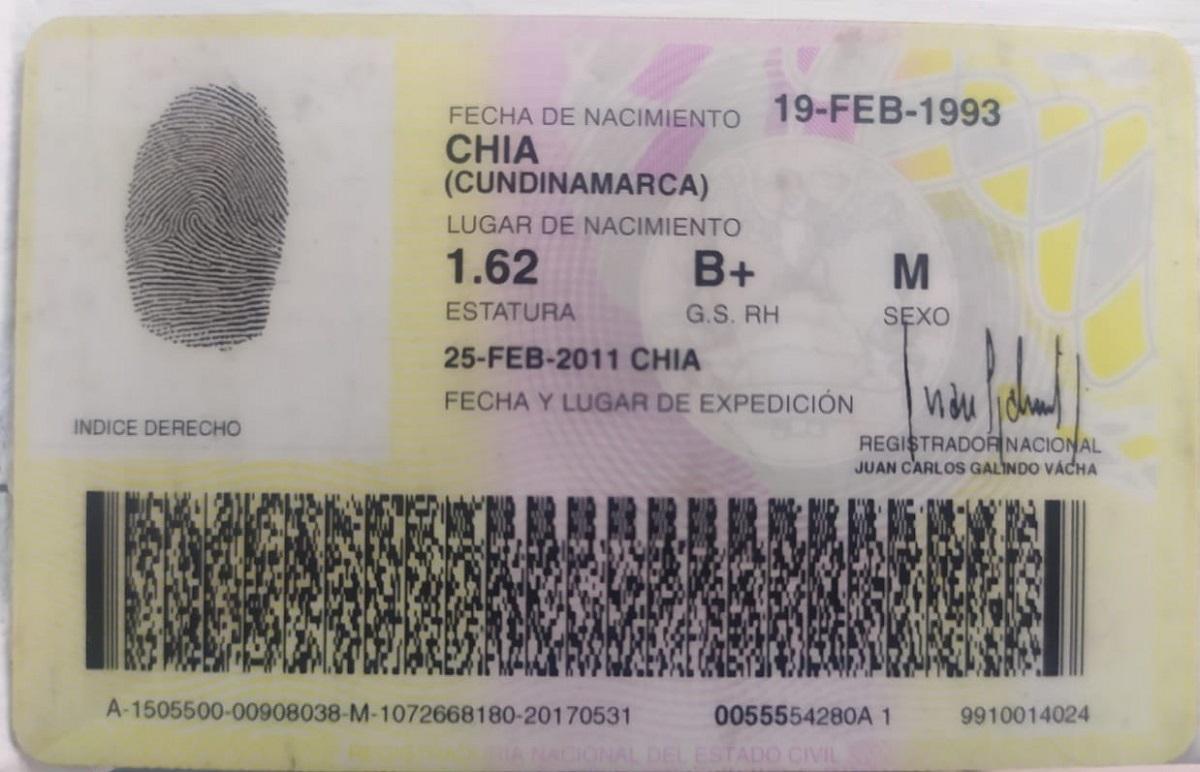 FECHA DE NACIMIENTO 19-FEB-1993
CHIA
(CUNDINAMARCA)
LUGAR DE NACIMIENTO
1.62 B+ M
ESTATURA G.S. RH SEXO
25-FEB-2011 CHIA
FECHA Y LUGAR DE EXPEDICIÓN
INDICE DERECHO
REGISTRADOR NACIONAL
JUAN CARLOS GALINDO VÁCHA
A-1505500-00908038-M-1072668180-20170531 0055554280A 1 9910014024
REGISTRADURIA NACIONAL DEL ESTADO CIVIL